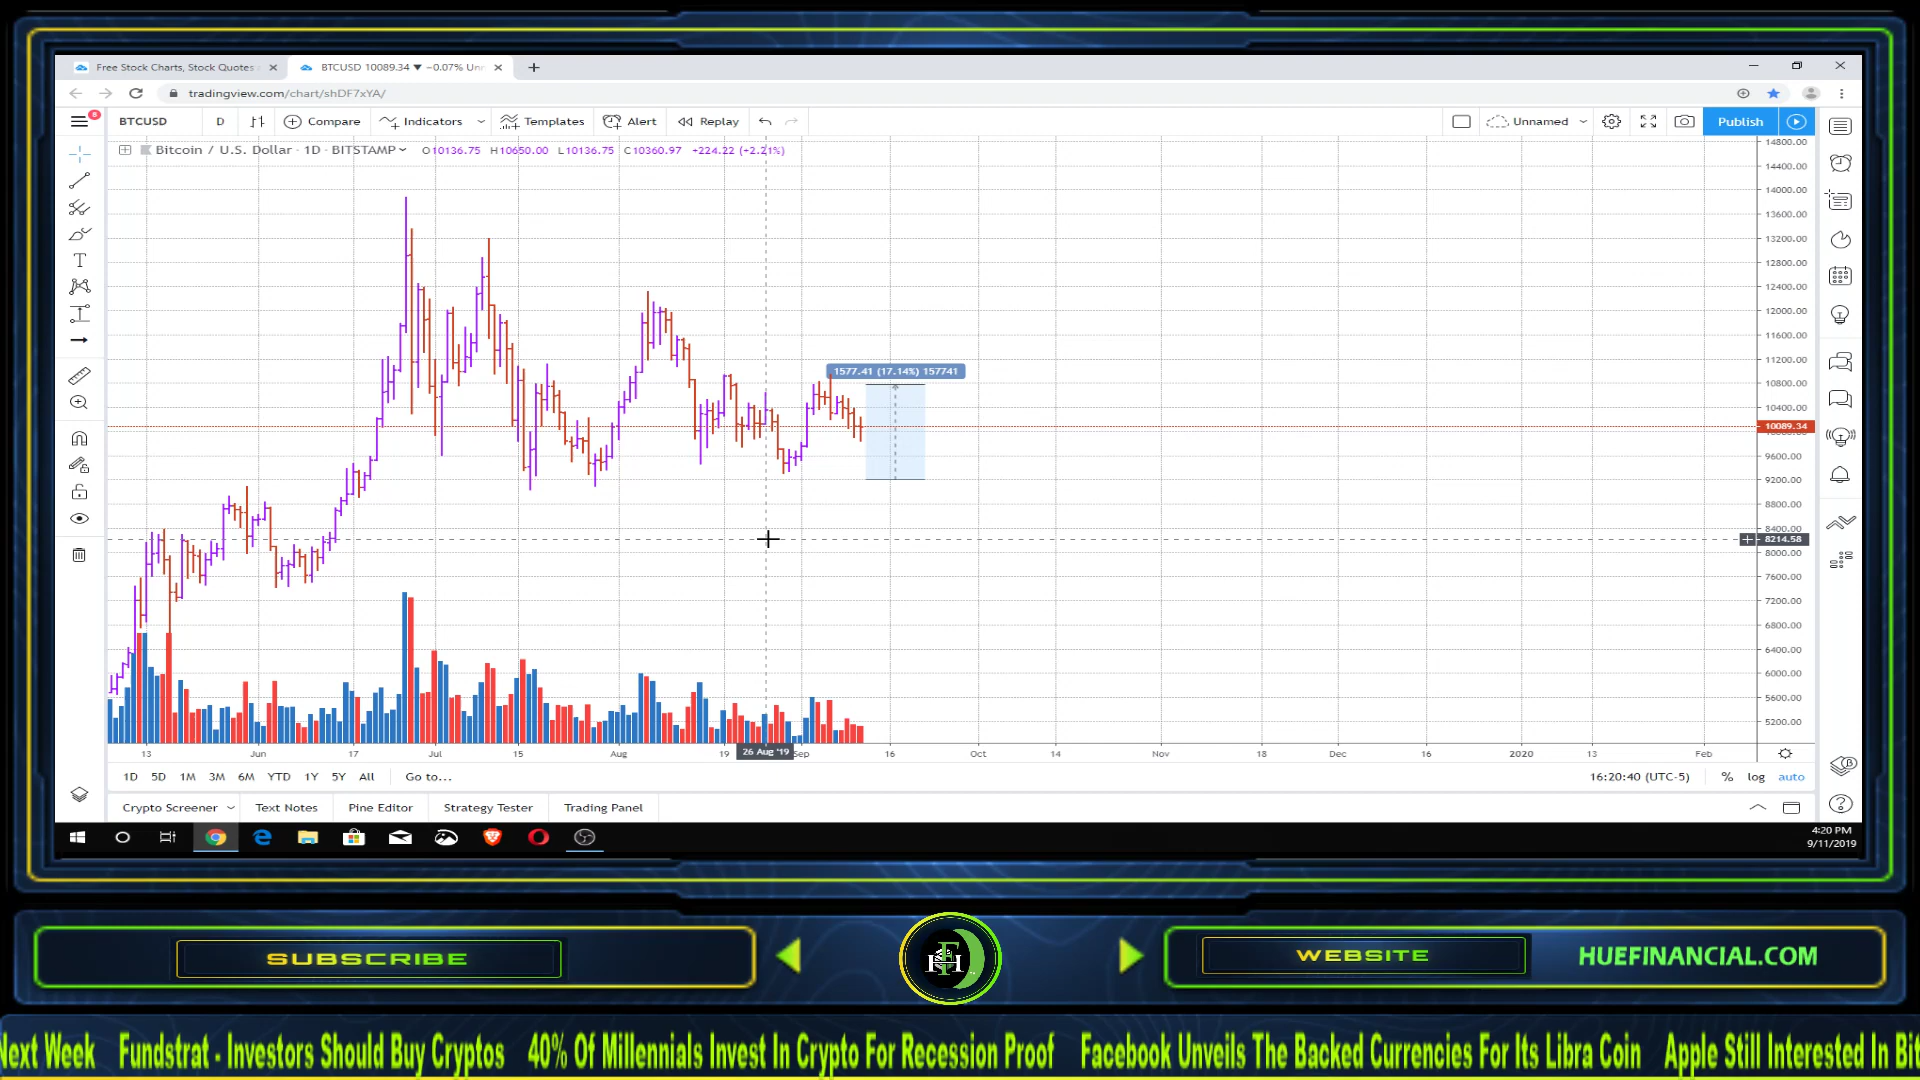 Free Stock Charts, Stock Quotes
BTCUSD 10089.34 ▼ −0.07% Un
tradingview.com/chart/shDF7xYA/
8
BTCUSD D Compare Indicators Templates Alert Replay Unnamed Publish
Bitcoin / U.S. Dollar · 1D · BITSTAMP O10136.75 H10650.00 L10136.75 C10360.97 +224.22 (+2.21%)
14800.00
14400.00
14000.00
13600.00
13200.00
12800.00
12400.00
12000.00
11600.00
11200.00
1577.41 (17.14%) 157741
10800.00
10400.00
10089.34
9600.00
9200.00
8800.00
8400.00
8214.58
8000.00
7600.00
7200.00
6800.00
6400.00
6000.00
5600.00
5200.00
13 Jun 17 Jul 15 Aug 19 26 Aug '19 Sep 16 Oct 14 Nov 18 Dec 16 2020 13 Feb
1D 5D 1M 3M 6M YTD 1Y 5Y All Go to... 16:20:40 (UTC-5) % log auto
Crypto Screener Text Notes Pine Editor Strategy Tester Trading Panel
4:20 PM
9/11/2019
SUBSCRIBE
WEBSITE
HUEFINANCIAL.COM
Next Week Fundstrat - Investors Should Buy Cryptos 40% Of Millennials Invest In Crypto For Recession Proof Facebook Unveils The Backed Currencies For Its Libra Coin Apple Still Interested In Bit